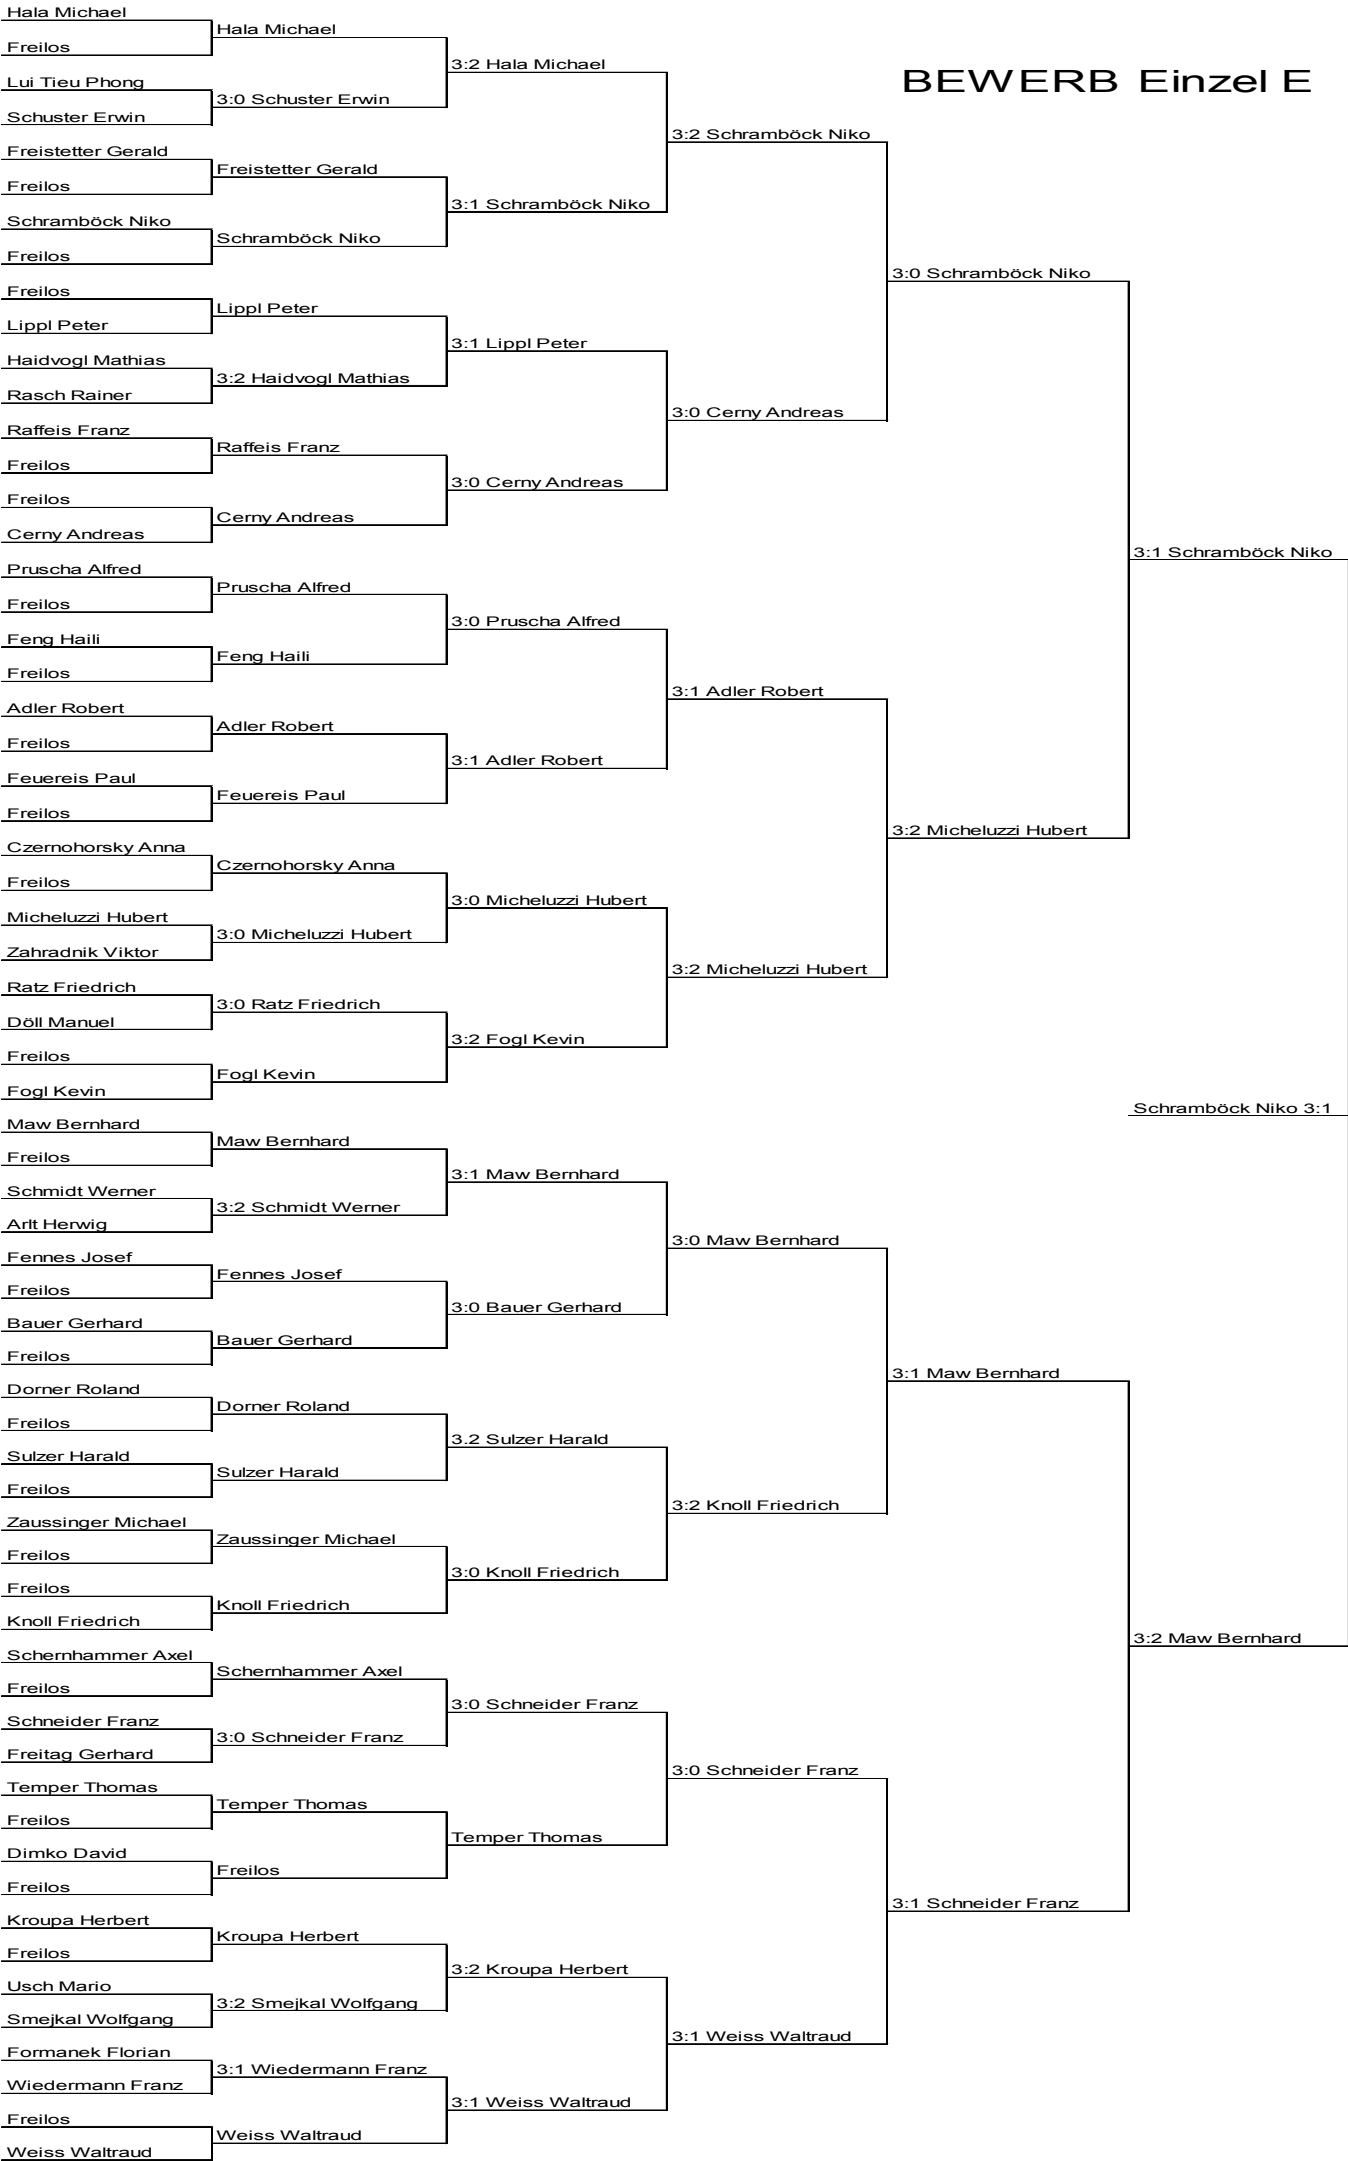 BEWERB Einzel E
Hala Michael
Freilos
Lui Tieu Phong
Schuster Erwin
Freistetter Gerald
Freilos
Schramböck Niko
Freilos
Freilos
Lippl Peter
Haidvogl Mathias
Rasch Rainer
Raffeis Franz
Freilos
Freilos
Cerny Andreas
Pruscha Alfred
Freilos
Feng Haili
Freilos
Adler Robert
Freilos
Feuereis Paul
Freilos
Czernohorsky Anna
Freilos
Micheluzzi Hubert
Zahradnik Viktor
Ratz Friedrich
Döll Manuel
Freilos
Fogl Kevin
Maw Bernhard
Freilos
Schmidt Werner
Arlt Herwig
Fennes Josef
Freilos
Bauer Gerhard
Freilos
Dorner Roland
Freilos
Sulzer Harald
Freilos
Zaussinger Michael
Freilos
Freilos
Knoll Friedrich
Schernhammer Axel
Freilos
Schneider Franz
Freitag Gerhard
Temper Thomas
Freilos
Dimko David
Freilos
Kroupa Herbert
Freilos
Usch Mario
Smejkal Wolfgang
Formanek Florian
Wiedermann Franz
Freilos
Weiss Waltraud
Hala Michael
3:0 Schuster Erwin
Freistetter Gerald
Schramböck Niko
Lippl Peter
3:2 Haidvogl Mathias
Raffeis Franz
Cerny Andreas
Pruscha Alfred
Feng Haili
Adler Robert
Feuereis Paul
Czernohorsky Anna
3:0 Micheluzzi Hubert
3:0 Ratz Friedrich
Fogl Kevin
Maw Bernhard
3:2 Schmidt Werner
Fennes Josef
Bauer Gerhard
Dorner Roland
Sulzer Harald
Zaussinger Michael
Knoll Friedrich
Schernhammer Axel
3:0 Schneider Franz
Temper Thomas
Freilos
Kroupa Herbert
3:2 Smejkal Wolfgang
3:1 Wiedermann Franz
Weiss Waltraud
3:2 Hala Michael
3:1 Schramböck Niko
3:1 Lippl Peter
3:0 Cerny Andreas
3:0 Pruscha Alfred
3:1 Adler Robert
3:0 Micheluzzi Hubert
3:2 Fogl Kevin
3:1 Maw Bernhard
3:0 Bauer Gerhard
3.2 Sulzer Harald
3:0 Knoll Friedrich
3:0 Schneider Franz
Temper Thomas
3:2 Kroupa Herbert
3:1 Weiss Waltraud
3:2 Schramböck Niko
3:0 Cerny Andreas
3:1 Adler Robert
3:2 Micheluzzi Hubert
3:0 Maw Bernhard
3:2 Knoll Friedrich
3:0 Schneider Franz
3:1 Weiss Waltraud
3:0 Schramböck Niko
3:2 Micheluzzi Hubert
3:1 Maw Bernhard
3:1 Schneider Franz
3:1 Schramböck Niko
3:2 Maw Bernhard
Schramböck Niko 3:1